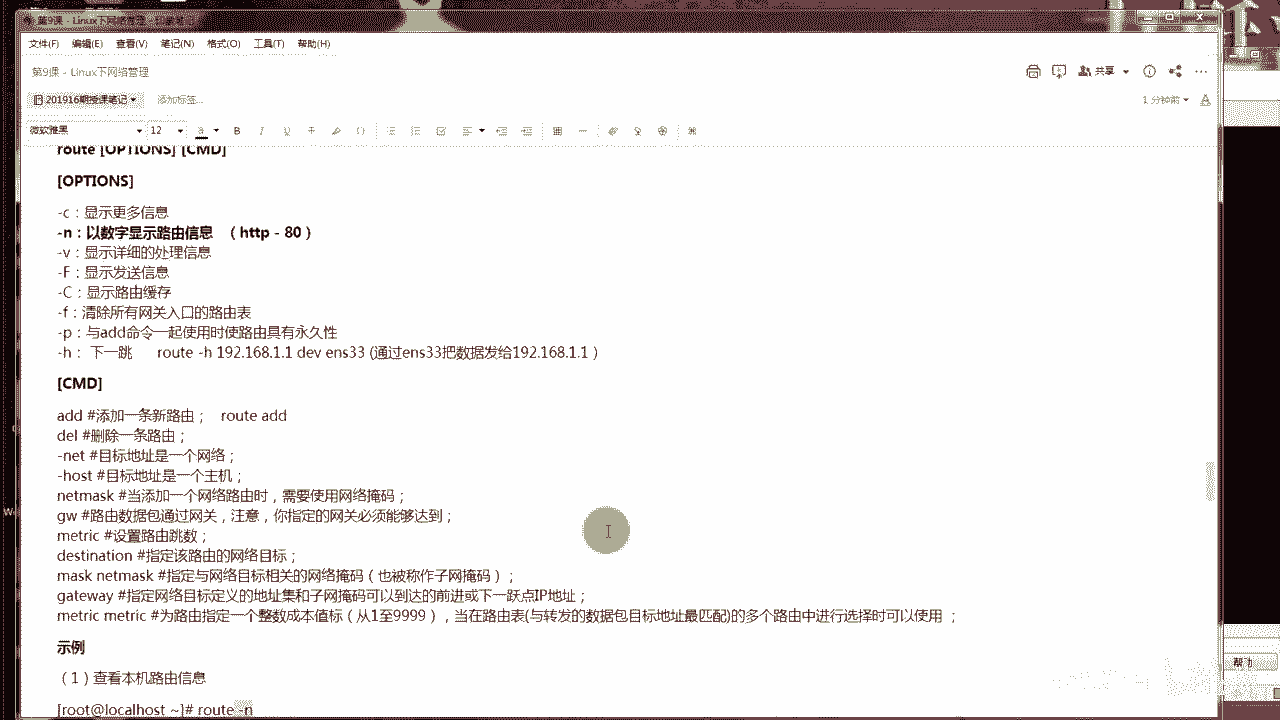 第9课 - Linux下网络管理
文件(F) 编辑(E) 查看(V) 笔记(N) 格式(O) 工具(T) 帮助(H)
第9课 - Linux下网络管理
共享
201916期授课笔记
添加标签...
1 分钟前
微软雅黑 12
route [OPTIONS] [CMD]
[OPTIONS]
-c：显示更多信息
-n：以数字显示路由信息 （http - 80）
-v：显示详细的处理信息
-F：显示发送信息
-C：显示路由缓存
-f：清除所有网关入口的路由表
-p：与add命令一起使用时使路由具有永久性
-h： 下一跳 route -h 192.168.1.1 dev ens33 (通过ens33把数据发给192.168.1.1）
[CMD]
add #添加一条新路由； route add
del #删除一条路由；
-net #目标地址是一个网络；
-host #目标地址是一个主机；
netmask #当添加一个网络路由时，需要使用网络掩码；
gw #路由数据包通过网关，注意，你指定的网关必须能够达到；
metric #设置路由跳数；
destination #指定该路由的网络目标；
mask netmask #指定与网络目标相关的网络掩码（也被称作子网掩码）；
gateway #指定网络目标定义的地址集和子网掩码可以到达的前进或下一跃点IP地址；
metric metric #为路由指定一个整数成本值标（从1至9999），当在路由表(与转发的数据包目标地址最匹配)的多个路由中进行选择时可以使用 ；
示例
（1）查看本机路由信息
[root@localhost ~]# route -n
帮助